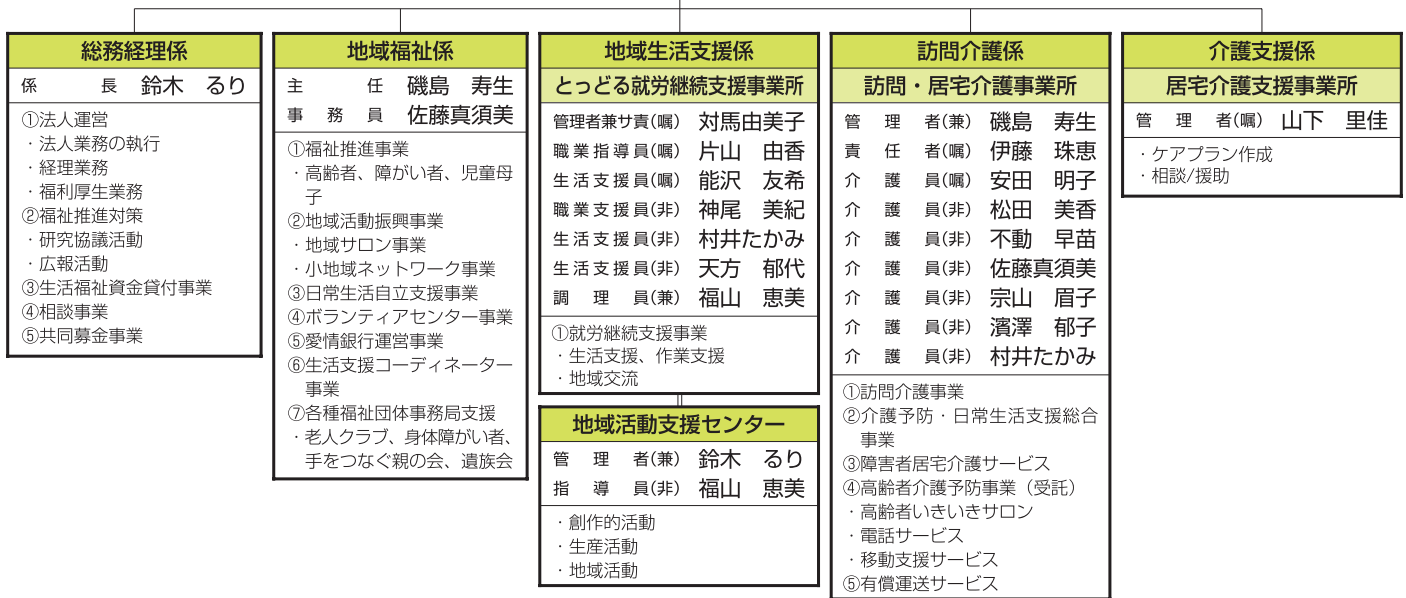 総務経理係
係長 鈴木 るり
①法人運営
・法人業務の執行
・経理業務
・福利厚生業務
②福祉推進対策
・研究協議活動
・広報活動
③生活福祉資金貸付事業
④相談事業
⑤共同募金事業
地域福祉係
主任 磯島 寿生
事務員 佐藤真須美
①福祉推進事業
・高齢者、障がい者、児童母
子
②地域活動振興事業
・地域サロン事業
・小地域ネットワーク事業
③日常生活自立支援事業
④ボランティアセンター事業
⑤愛情銀行運営事業
⑥生活支援コーディネーター
事業
⑦各種福祉団体事務局支援
・老人クラブ、身体障がい者、
手をつなぐ親の会、遺族会
地域生活支援係
とっどる就労継続支援事業所
管理者兼サ責(嘱) 対馬由美子
職業指導員(嘱) 片山 由香
生活支援員(嘱) 能沢 友希
職業支援員(非) 神尾 美紀
生活支援員(非) 村井たかみ
生活支援員(非) 天方 郁代
調理員(兼) 福山 恵美
①就労継続支援事業
・生活支援、作業支援
・地域交流
地域活動支援センター
管理者(兼) 鈴木 るり
指導員(非) 福山 恵美
・創作的活動
・生産活動
・地域活動
訪問介護係
訪問・居宅介護事業所
管理者(兼) 磯島 寿生
責任者(嘱) 伊藤 珠恵
介護員(嘱) 安田 明子
介護員(非) 松田 美香
介護員(非) 不動 早苗
介護員(非) 佐藤真須美
介護員(非) 宗山 眉子
介護員(非) 濱澤 郁子
介護員(非) 村井たかみ
①訪問介護事業
②介護予防・日常生活支援総合
事業
③障害者居宅介護サービス
④高齢者介護予防事業（受託）
・高齢者いきいきサロン
・電話サービス
・移動支援サービス
⑤有償運送サービス
介護支援係
居宅介護支援事業所
管理者(嘱) 山下 里佳
・ケアプラン作成
・相談/援助